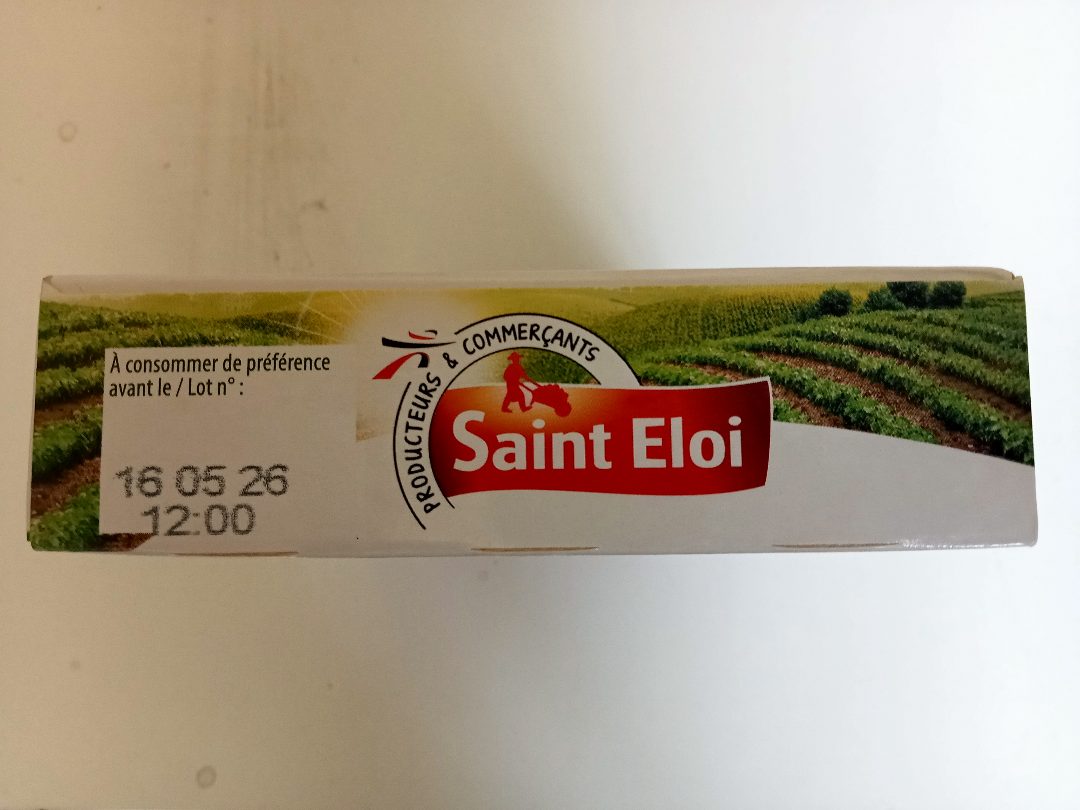 À consommer de préférence
avant le / Lot n° :
16 05 26
12:00
PRODUCTEURS & COMMERÇANTS
Saint Eloi